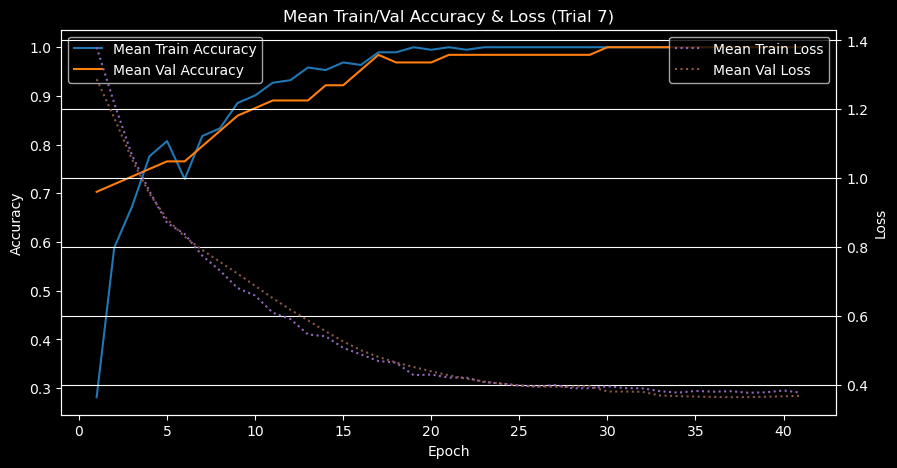 Mean Train/Val Accuracy & Loss (Trial 7)
Mean Train Accuracy
Mean Val Accuracy
Mean Train Loss
Mean Val Loss
1.0
0.9
0.8
0.7
0.6
0.5
0.4
0.3
Accuracy
1.4
1.2
1.0
0.8
0.6
0.4
Loss
0 5 10 15 20 25 30 35 40
Epoch